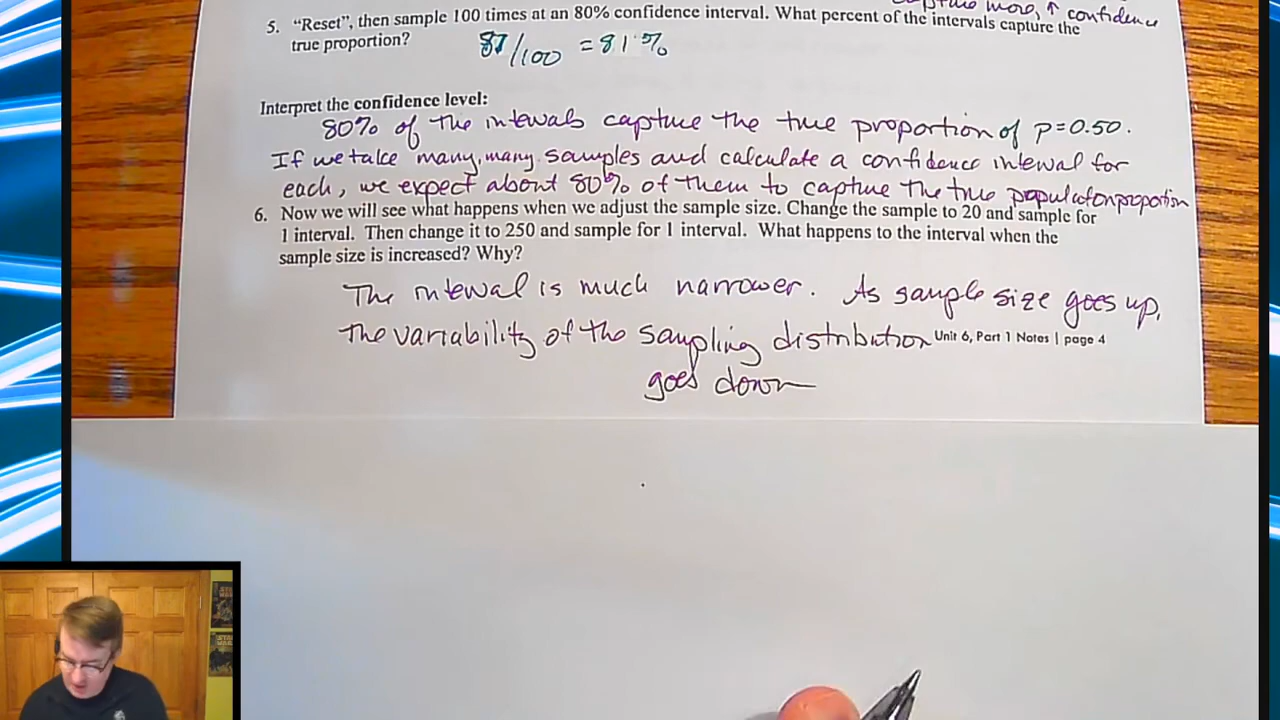 capture more, ↑ confidence
5. "Reset", then sample 100 times at an 80% confidence interval. What percent of the intervals capture the
true proportion?
81/100 = 81%
Interpret the confidence level:
80% of the intervals capture the true proportion of p=0.50.
If we take many, many samples and calculate a confidence interval for
each, we expect about 80% of them to capture the true population proportion
6. Now we will see what happens when we adjust the sample size. Change the sample to 20 and sample for
1 interval. Then change it to 250 and sample for 1 interval. What happens to the interval when the
sample size is increased? Why?
The interval is much narrower. As sample size goes up,
the variability of the sampling distribution
Unit 6, Part 1 Notes | page 4
goes down